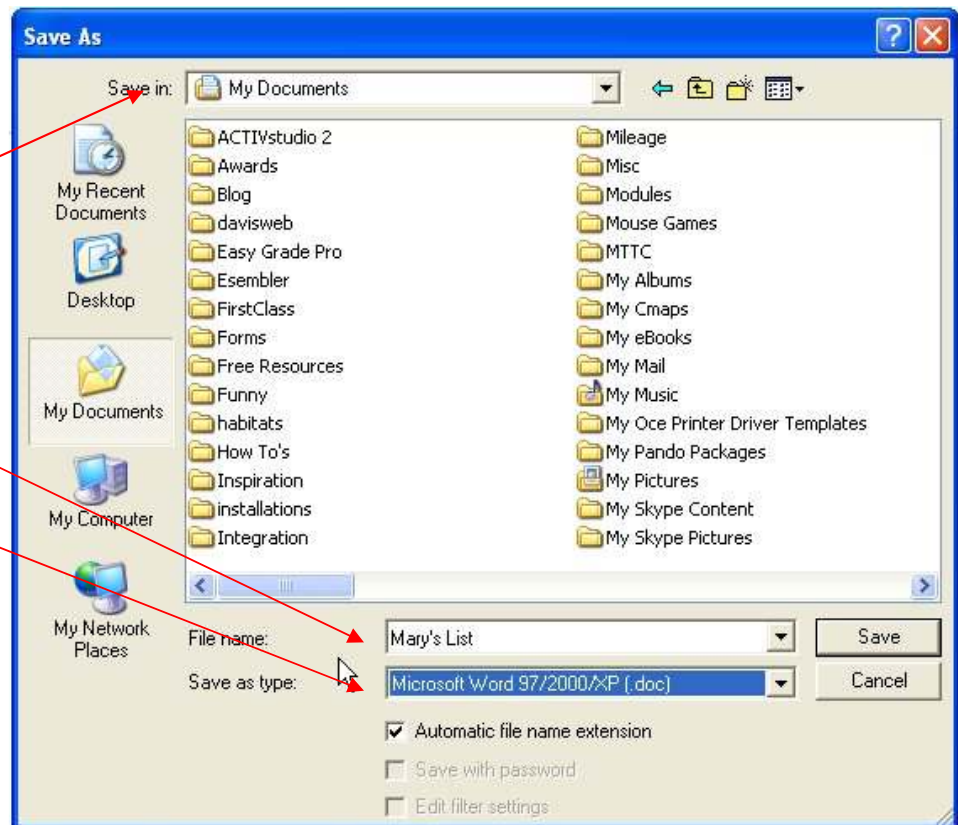 Save As
Save in:
My Documents
My Recent
Documents
Desktop
My Documents
My Computer
My Network
Places
ACTIVstudio 2
Awards
Blog
davisweb
Easy Grade Pro
Esembler
FirstClass
Forms
Free Resources
Funny
habitats
How To's
Inspiration
installations
Integration
Mileage
Misc
Modules
Mouse Games
MTTC
My Albums
My Cmaps
My eBooks
My Mail
My Music
My Oce Printer Driver Templates
My Pando Packages
My Pictures
My Skype Content
My Skype Pictures
File name:
Mary's List
Save
Save as type:
Microsoft Word 97/2000/XP (.doc)
Cancel
Automatic file name extension
Save with password
Edit filter settings